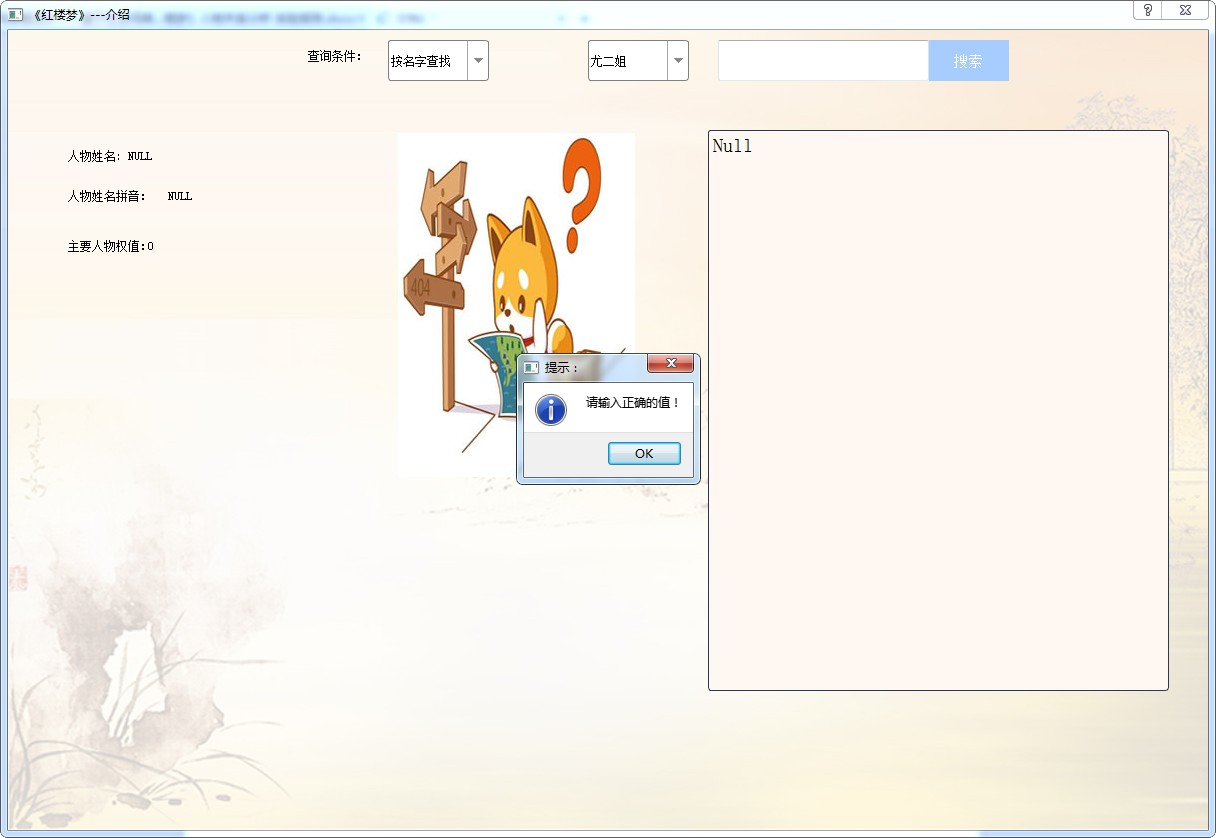 《红楼梦》---介绍
查询条件:
按名字查找
尤二姐
搜索
人物姓名: NULL
人物姓名拼音: NULL
主要人物权值:0
404
Null
提示:
请输入正确的值!
OK